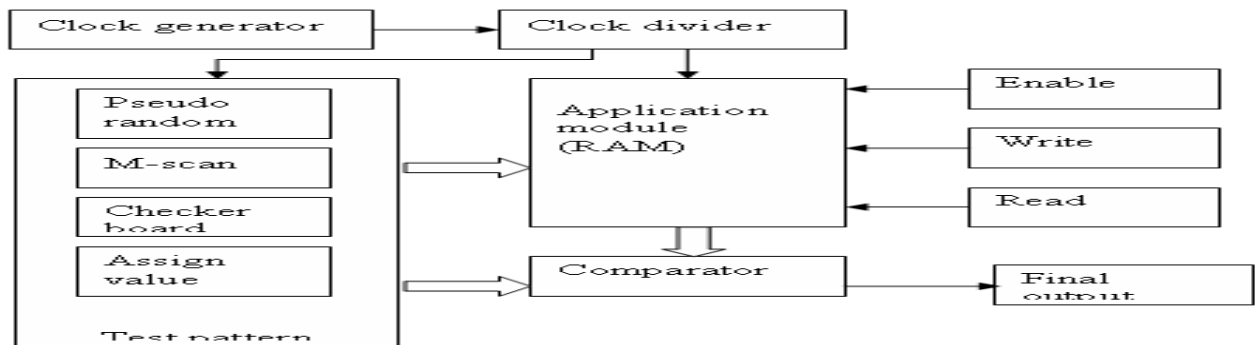 Clock generator
Clock divider
Pseudo
random
M-scan
Checker
board
Assign
value
Test pattern
Application
module
(RAM)
Enable
Write
Read
Comparator
Final
output